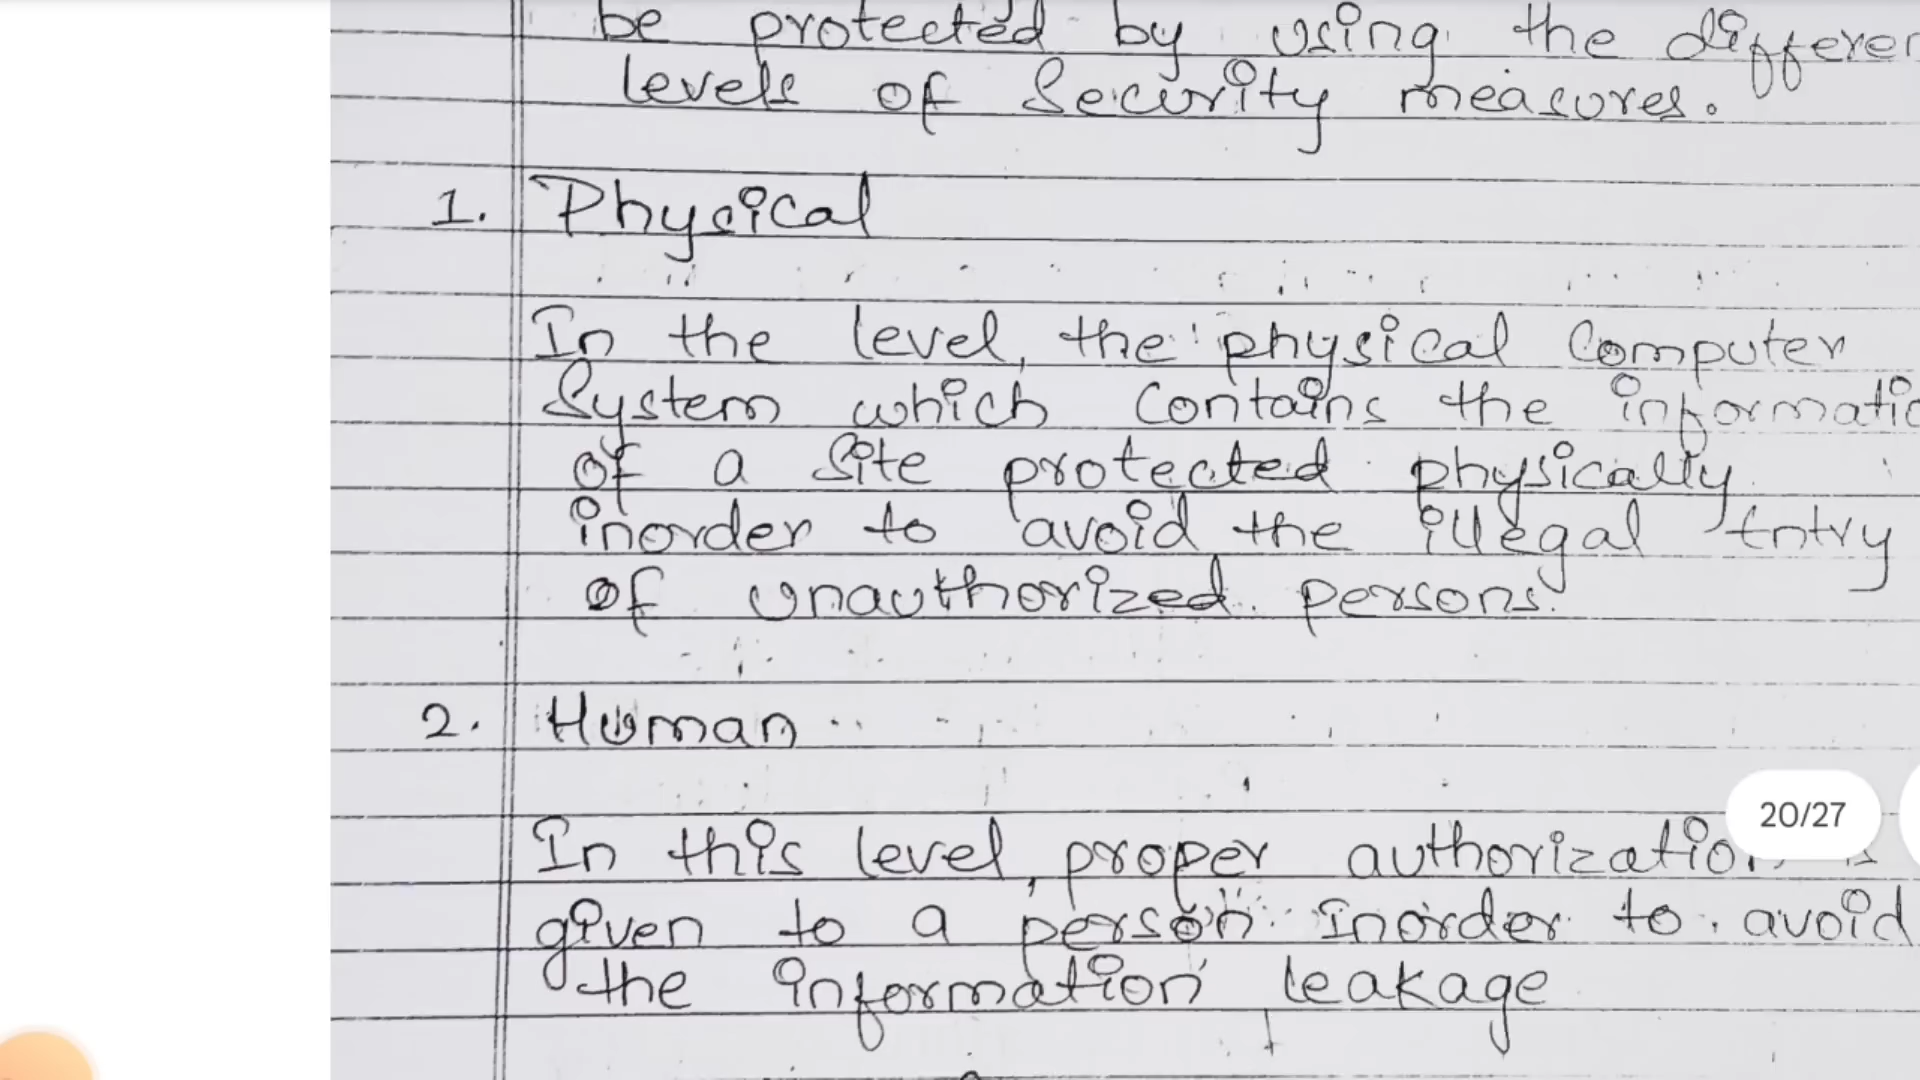 be protected by using the differen
levels of Security measures.
1. Physical
In the level, the physical Computer
System which Contains the informatio
of a Site protected physically
inorder to avoid the illegal Entry
of unauthorized persons.
2. Human
In this level, proper authorization is
20/27
given to a person inorder to avoid
the information leakage